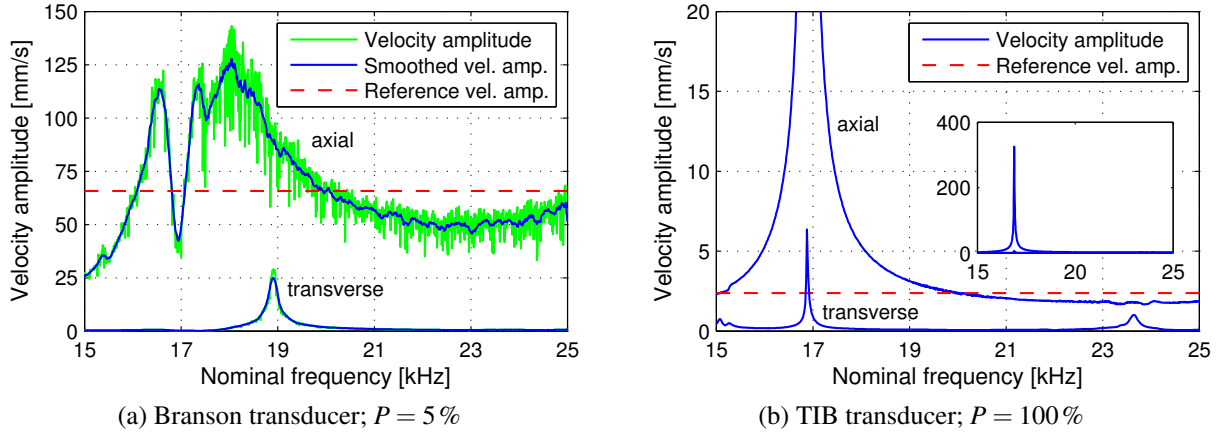 150
125
100
75
50
25
0
Velocity amplitude [mm/s]
Velocity amplitude
Smoothed vel. amp.
Reference vel. amp.
axial
transverse
15 17 19 21 23 25
Nominal frequency [kHz]
(a) Branson transducer; P = 5 %
20
15
10
5
0
Velocity amplitude [mm/s]
Velocity amplitude
Reference vel. amp.
axial
400
200
0
15 20 25
transverse
15 17 19 21 23 25
Nominal frequency [kHz]
(b) TIB transducer; P = 100 %